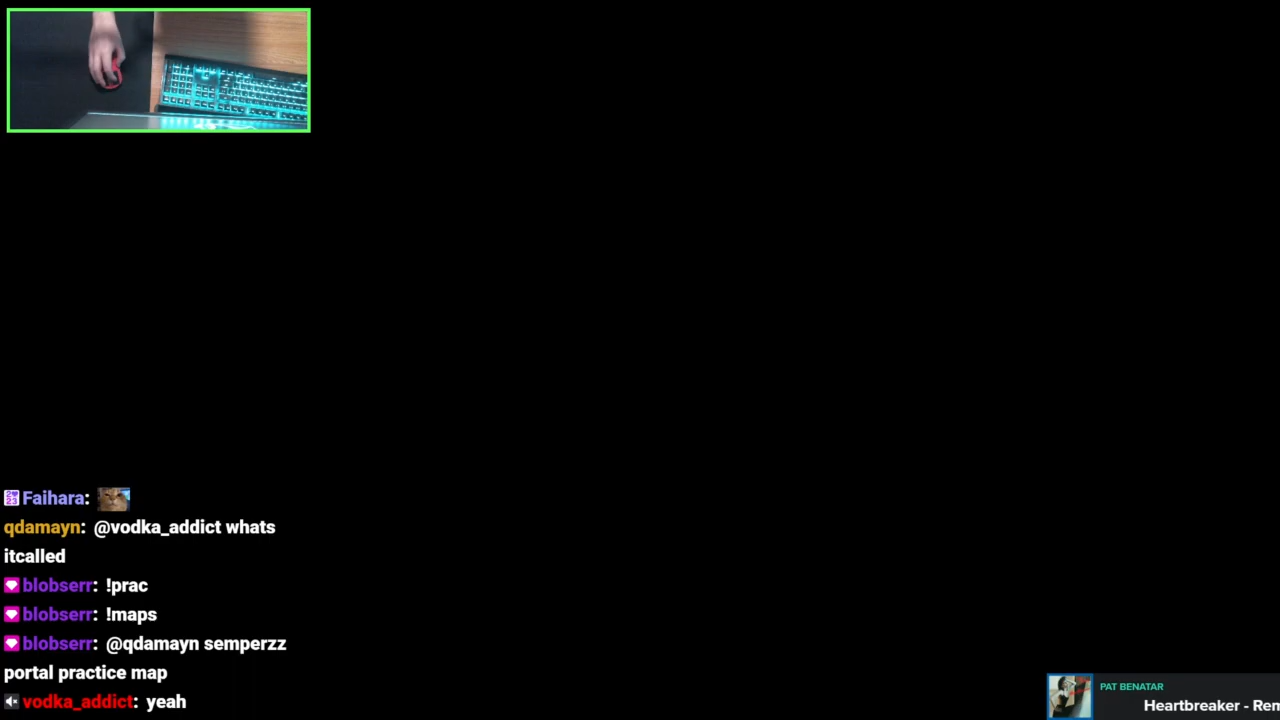 Faihara:
qdamayn: @vodka_addict whats
itcalled
blobserr: !prac
blobserr: !maps
blobserr: @qdamayn semperzz
portal practice map
vodka_addict: yeah
PAT BENATAR
Heartbreaker - Ren